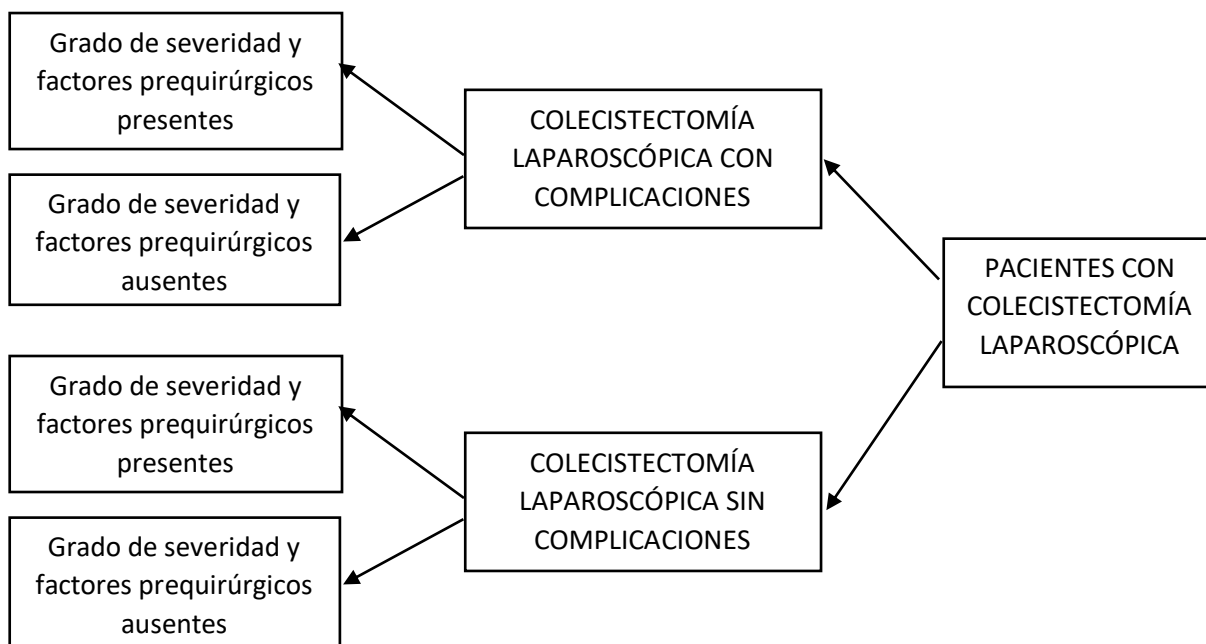 Grado de severidad y
factores prequirúrgicos
presentes
Grado de severidad y
factores prequirúrgicos
ausentes
COLECISTECTOMÍA
LAPAROSCÓPICA CON
COMPLICACIONES
PACIENTES CON
COLECISTECTOMÍA
LAPAROSCÓPICA
Grado de severidad y
factores prequirúrgicos
presentes
Grado de severidad y
factores prequirúrgicos
ausentes
COLECISTECTOMÍA
LAPAROSCÓPICA SIN
COMPLICACIONES